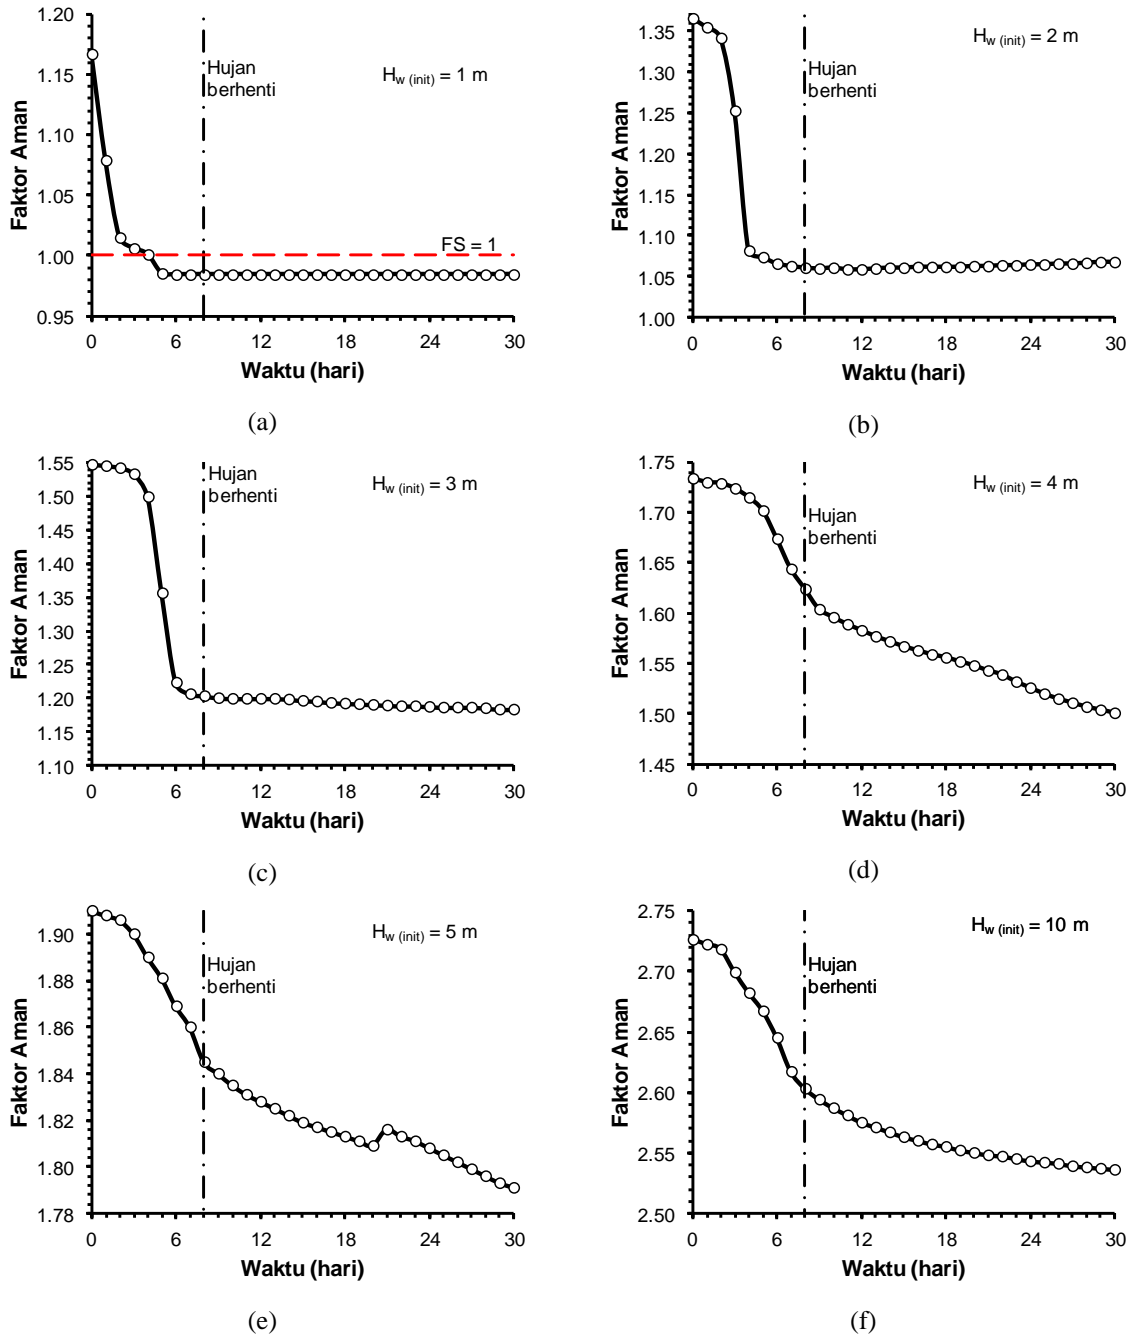 1.20
1.15
1.10
1.05
1.00
0.95
Faktor Aman
Hujan
berhenti
Hw (init) = 1 m
FS = 1
0 6 12 18 24 30
Waktu (hari)
(a)
1.35
1.30
1.25
1.20
1.15
1.10
1.05
1.00
Faktor Aman
Hujan
berhenti
Hw (init) = 2 m
0 6 12 18 24 30
Waktu (hari)
(b)
1.55
1.50
1.45
1.40
1.35
1.30
1.25
1.20
1.15
1.10
Faktor Aman
Hujan
berhenti
Hw (init) = 3 m
0 6 12 18 24 30
Waktu (hari)
(c)
1.75
1.70
1.65
1.60
1.55
1.50
1.45
Faktor Aman
Hujan
berhenti
Hw (init) = 4 m
0 6 12 18 24 30
Waktu (hari)
(d)
1.90
1.88
1.86
1.84
1.82
1.80
1.78
Faktor Aman
Hujan
berhenti
Hw (init) = 5 m
0 6 12 18 24 30
Waktu (hari)
(e)
2.75
2.70
2.65
2.60
2.55
2.50
Faktor Aman
Hujan
berhenti
Hw (init) = 10 m
0 6 12 18 24 30
Waktu (hari)
(f)